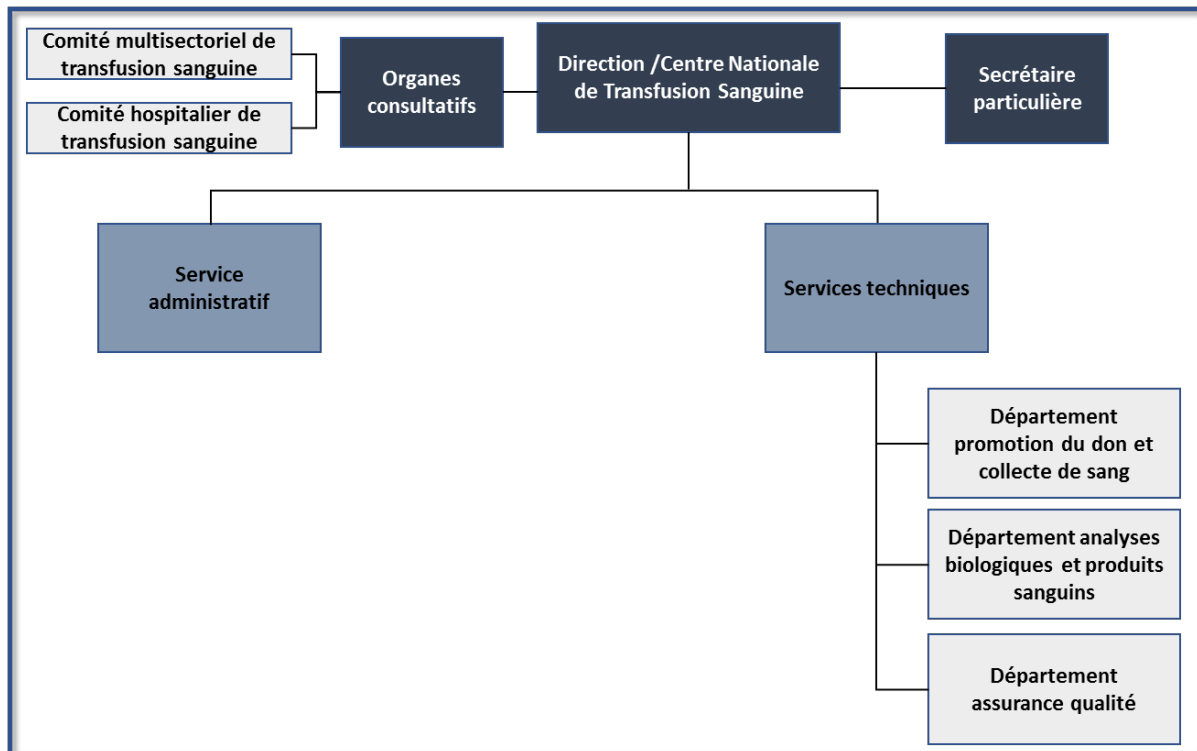 Comité multisectoriel de
transfusion sanguine
Comité hospitalier de
transfusion sanguine
Organes
consultatifs
Direction /Centre Nationale
de Transfusion Sanguine
Secrétaire
particulière
Service
administratif
Services techniques
Département
promotion du don et
collecte de sang
Département analyses
biologiques et produits
sanguins
Département
assurance qualité